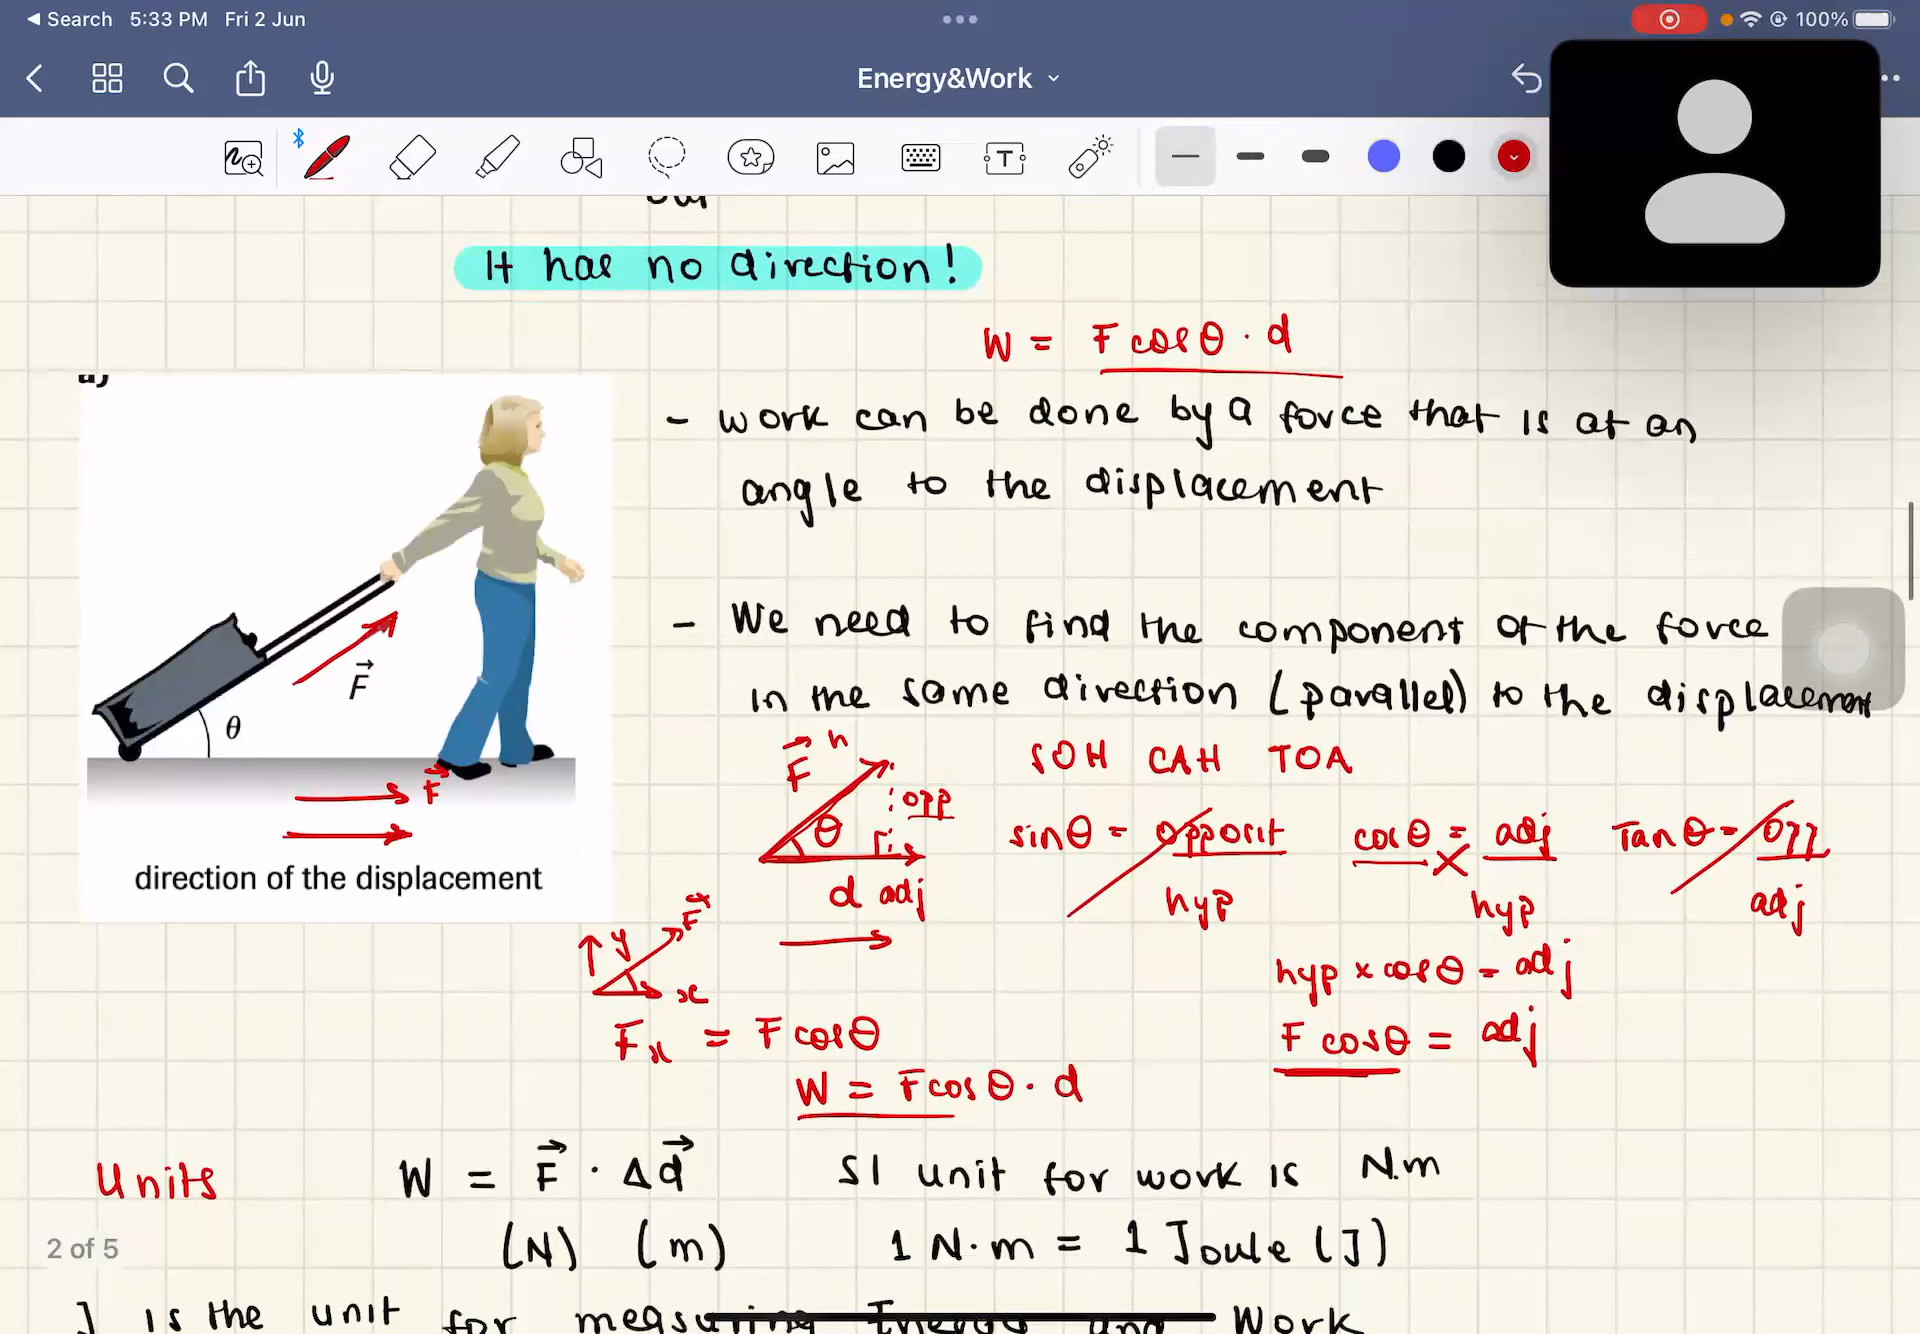 Search 5:33 PM Fri 2 Jun 100%
Energy&Work
T
It has no direction!
W = F cos θ · d
a)
- work can be done by a force that is at an
angle to the displacement
- We need to find the component of the force
in the same direction (parallel) to the displacement
F
θ
F
direction of the displacement
F h
θ
opp
d adj
SOH CAH TOA
sin θ = opposit
hyp
cos θ = adj
hyp
Tan θ = opp
adj
hyp x cos θ = adj
F cos θ = adj
y F
x
Fx = F cos θ
W = F cos θ · d
Units W = F · Δd SI unit for work is N.m
(N) (m) 1 N·m = 1 Joule (J)
2 of 5
J is the unit for measuring Energy and Work